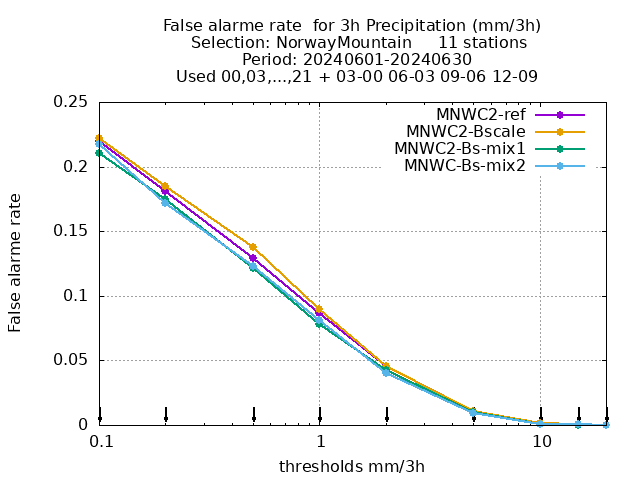 False alarme rate  for 3h Precipitation (mm/3h)
Selection: NorwayMountain     11 stations
Period: 20240601-20240630
Used 00,03,...,21 + 03-00 06-03 09-06 12-09
MNWC2-ref
MNWC2-Bscale
MNWC2-Bs-mix1
MNWC-Bs-mix2
0.25
0.2
0.15
0.1
0.05
0
False alarme rate
0.1 1 10
thresholds mm/3h